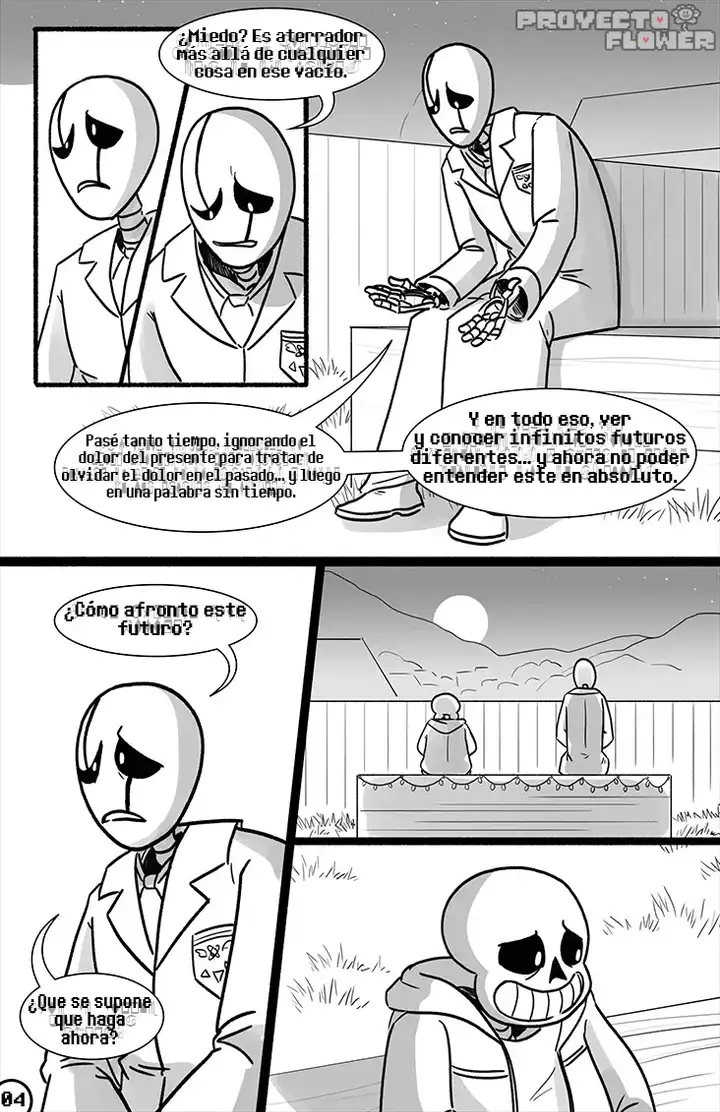 PROYECTO
FLOWER
¿Miedo? Es aterrador
más allá de cualquier
cosa en ese vacío.
Pasé tanto tiempo, ignorando el
dolor del presente para tratar de
olvidar el dolor en el pasado... y luego
en una palabra sin tiempo.
Y en todo eso, ver
y conocer infinitos futuros
diferentes... y ahora no poder
entender este en absoluto.
¿Cómo afronto este
futuro?
¿Que se supone
que haga
ahora?
04